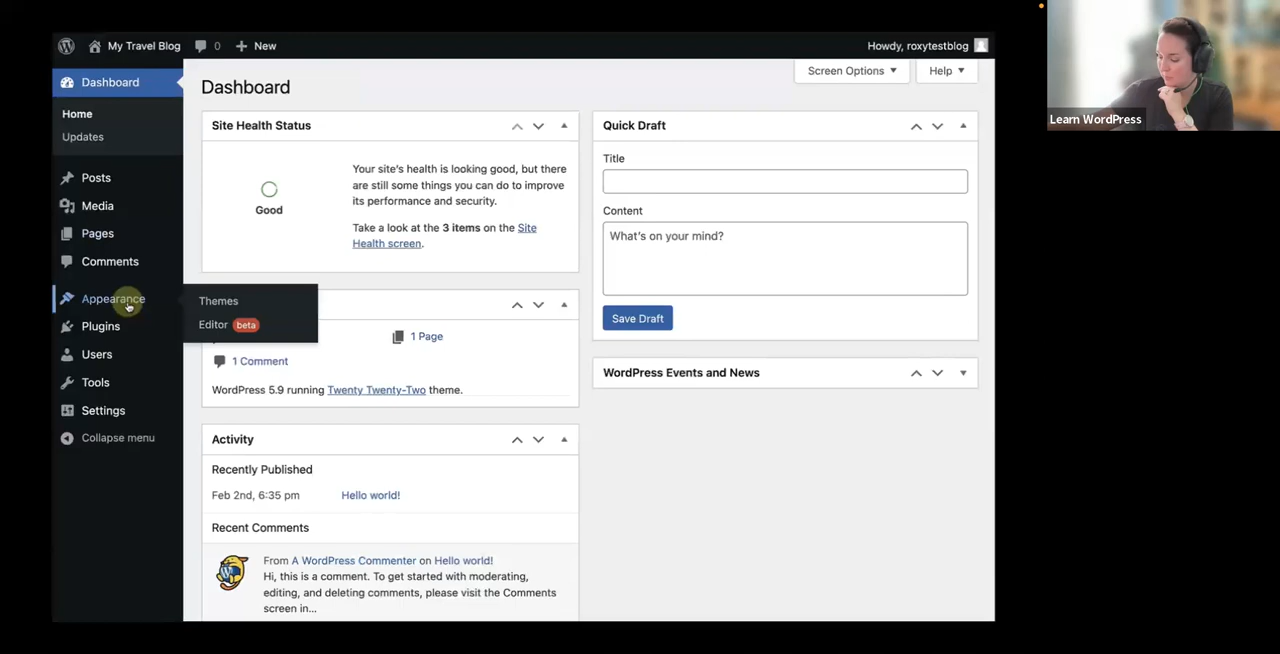 My Travel Blog
0
New
Howdy, roxytestblog
Learn WordPress
Dashboard
Home
Updates
Posts
Media
Pages
Comments
Appearance
Plugins
Users
Tools
Settings
Collapse menu
Themes
Editor beta
Screen Options
Help
Dashboard
Site Health Status
Good
Your site's health is looking good, but there
are still some things you can do to improve
its performance and security.
Take a look at the 3 items on the Site
Health screen.
1 Page
1 Comment
WordPress 5.9 running Twenty Twenty-Two theme.
Activity
Recently Published
Feb 2nd, 6:35 pm
Hello world!
Recent Comments
From A WordPress Commenter on Hello world!
Hi, this is a comment. To get started with moderating,
editing, and deleting comments, please visit the Comments
screen in...
Quick Draft
Title
Content
What's on your mind?
Save Draft
WordPress Events and News